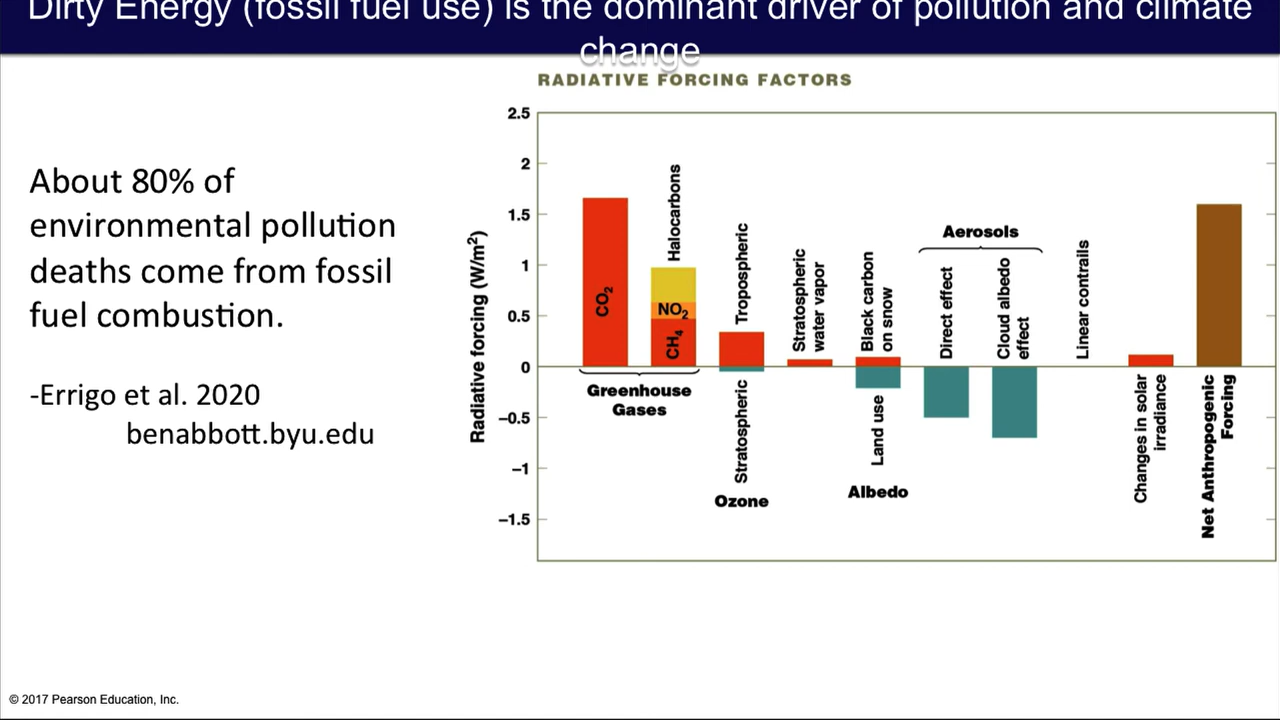 Dirty Energy (fossil fuel use) is the dominant driver of pollution and climate
change
RADIATIVE FORCING FACTORS
About 80% of
environmental pollution
deaths come from fossil
fuel combustion.
-Errigo et al. 2020
benabbott.byu.edu
Radiative forcing (W/m²)
2.5
2
1.5
1
0.5
0
–0.5
–1
–1.5
CO₂
Halocarbons
NO₂
CH₄
Greenhouse
Gases
Tropospheric
Stratospheric
Ozone
Stratospheric
water vapor
Black carbon
on snow
Land use
Albedo
Aerosols
Direct effect
Cloud albedo
effect
Linear contrails
Changes in solar
irradiance
Net Anthropogenic
Forcing
© 2017 Pearson Education, Inc.